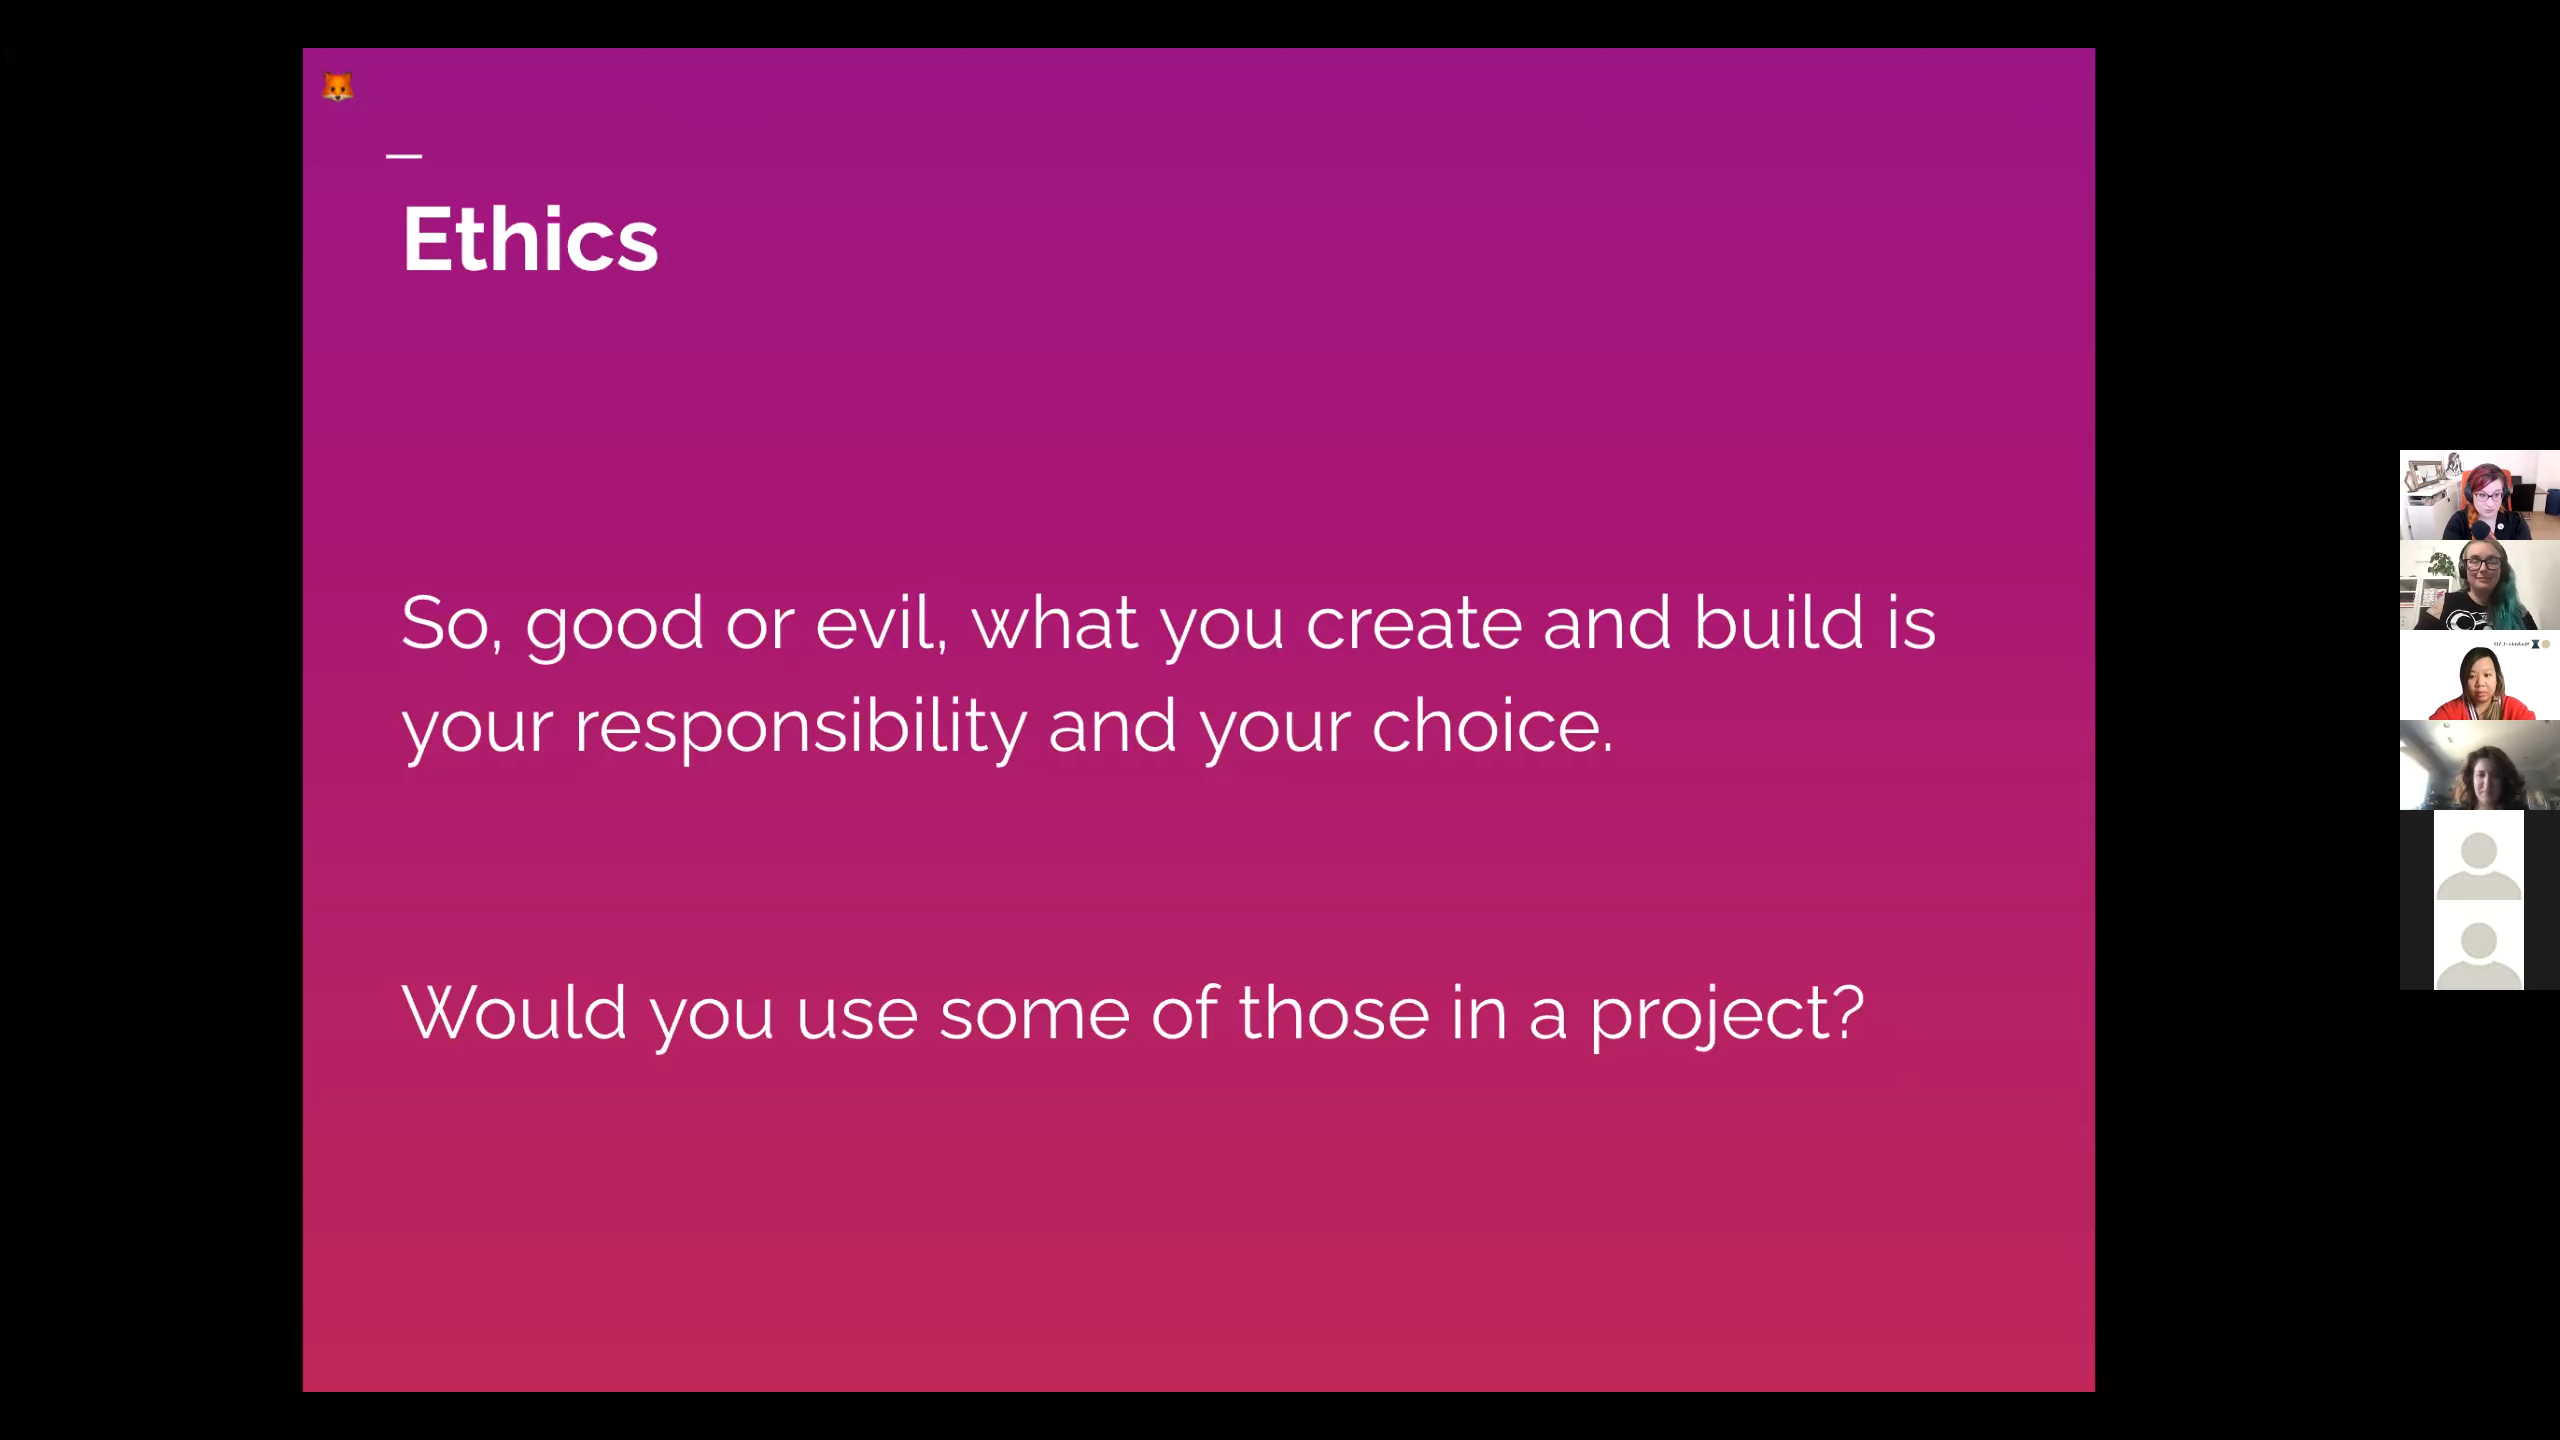 Ethics
So, good or evil, what you create and build is
your responsibility and your choice.
Would you use some of those in a project?